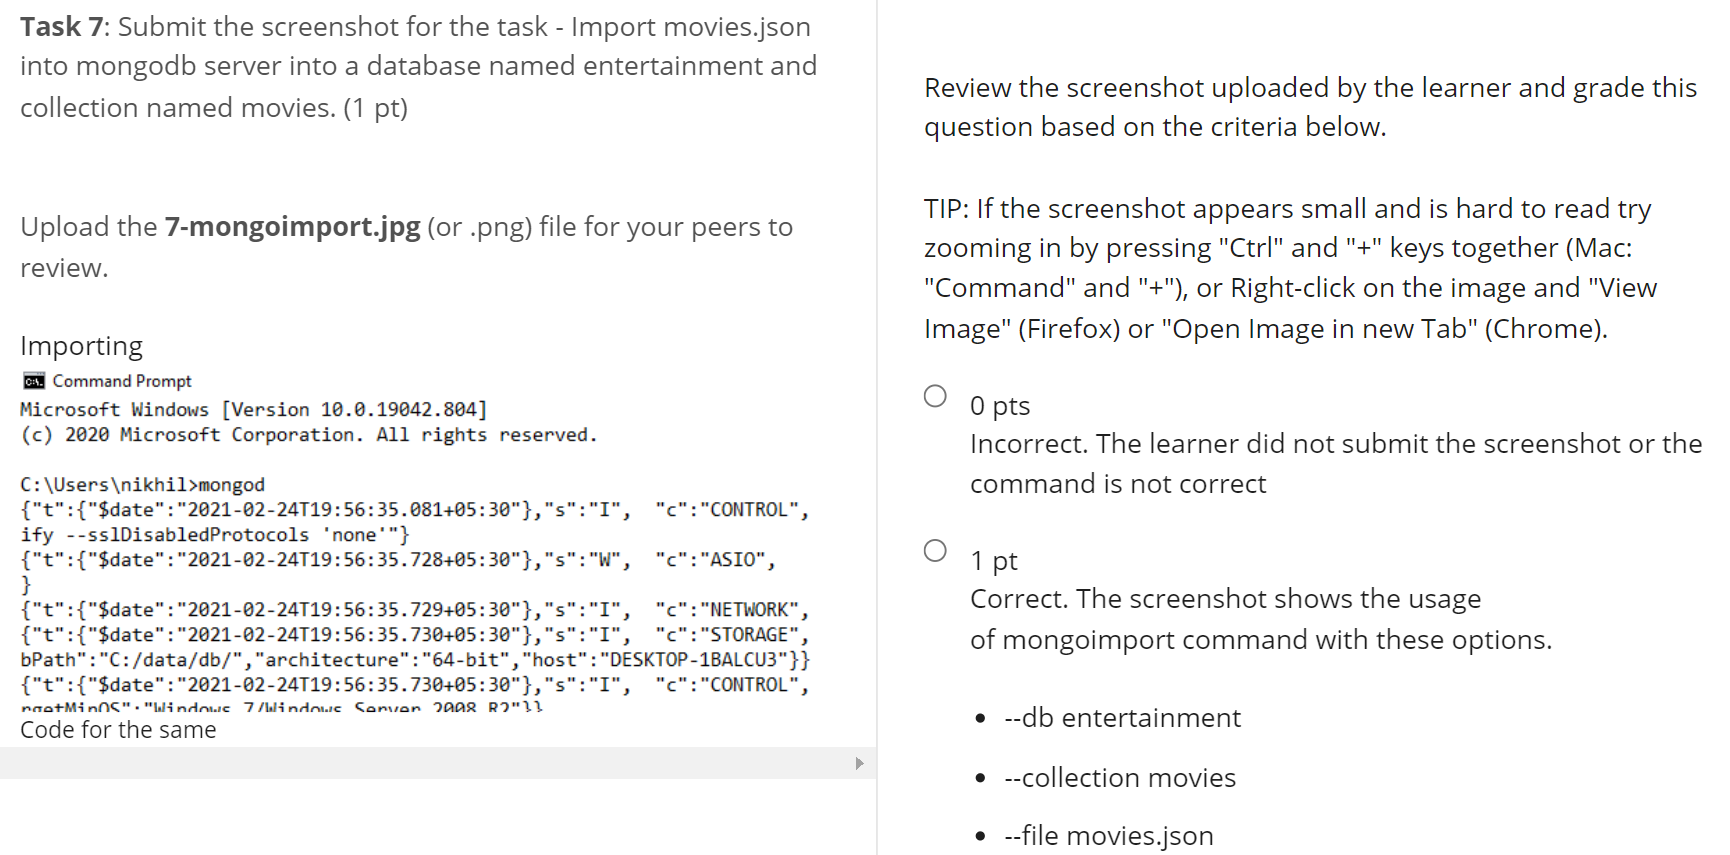 Task 7: Submit the screenshot for the task - Import movies.json
into mongodb server into a database named entertainment and
collection named movies. (1 pt)
Upload the 7-mongoimport.jpg (or .png) file for your peers to
review.
Importing
Command Prompt
Microsoft Windows [Version 10.0.19042.804]
(c) 2020 Microsoft Corporation. All rights reserved.
C:\Users\nikhil>mongod
{"t":{"$date":"2021-02-24T19:56:35.081+05:30"},"s":"I",  "c":"CONTROL",
ify --sslDisabledProtocols 'none'"}
{"t":{"$date":"2021-02-24T19:56:35.728+05:30"},"s":"W",  "c":"ASIO",
}
{"t":{"$date":"2021-02-24T19:56:35.729+05:30"},"s":"I",  "c":"NETWORK",
{"t":{"$date":"2021-02-24T19:56:35.730+05:30"},"s":"I",  "c":"STORAGE",
bPath":"C:/data/db/","architecture":"64-bit","host":"DESKTOP-1BALCU3"}}
{"t":{"$date":"2021-02-24T19:56:35.730+05:30"},"s":"I",  "c":"CONTROL",
rgetMinOS":"Windows 7/Windows Server 2008 R2"}}
Code for the same
Review the screenshot uploaded by the learner and grade this
question based on the criteria below.
TIP: If the screenshot appears small and is hard to read try
zooming in by pressing "Ctrl" and "+" keys together (Mac:
"Command" and "+"), or Right-click on the image and "View
Image" (Firefox) or "Open Image in new Tab" (Chrome).
0 pts
Incorrect. The learner did not submit the screenshot or the
command is not correct
1 pt
Correct. The screenshot shows the usage
of mongoimport command with these options.
• --db entertainment
• --collection movies
• --file movies.json